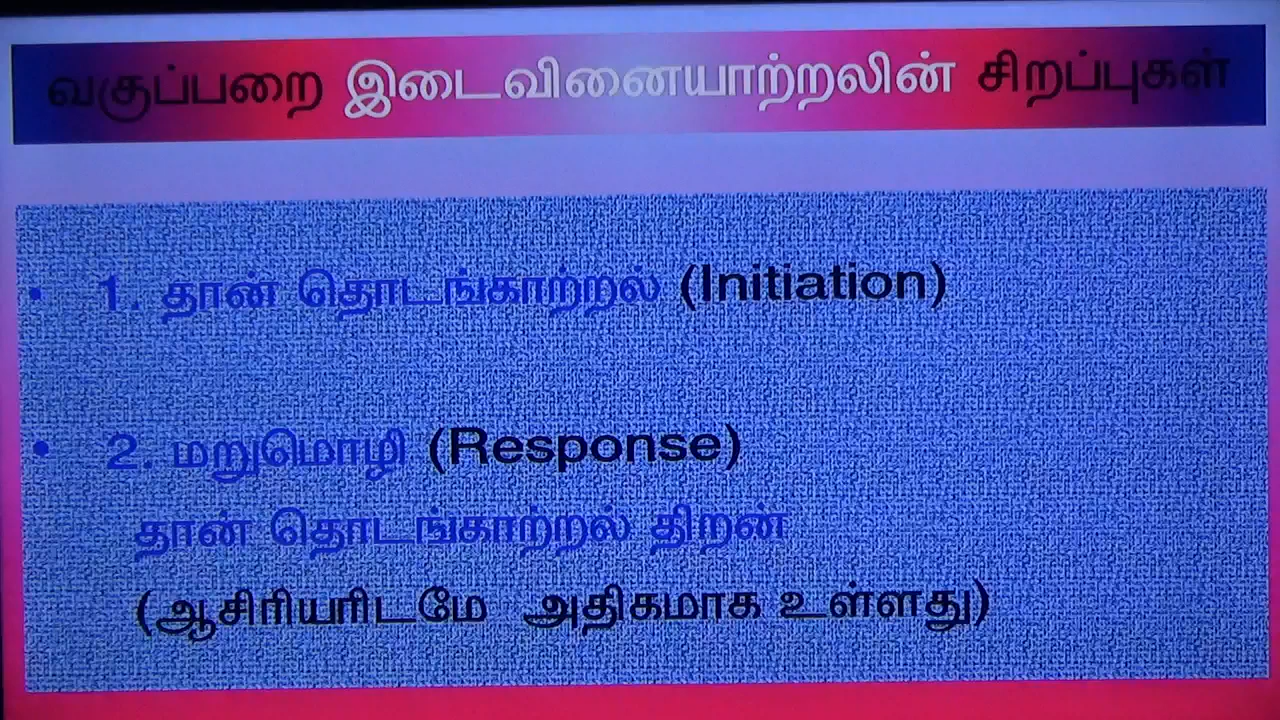 வகுப்பறை இடைவினையாற்றலின் சிறப்புகள்
• 1. தான் தொடங்காற்றல் (Initiation)
• 2. மறுமொழி (Response)
தான் தொடங்காற்றல் திறன்
(ஆசிரியரிடமே அதிகமாக உள்ளது)